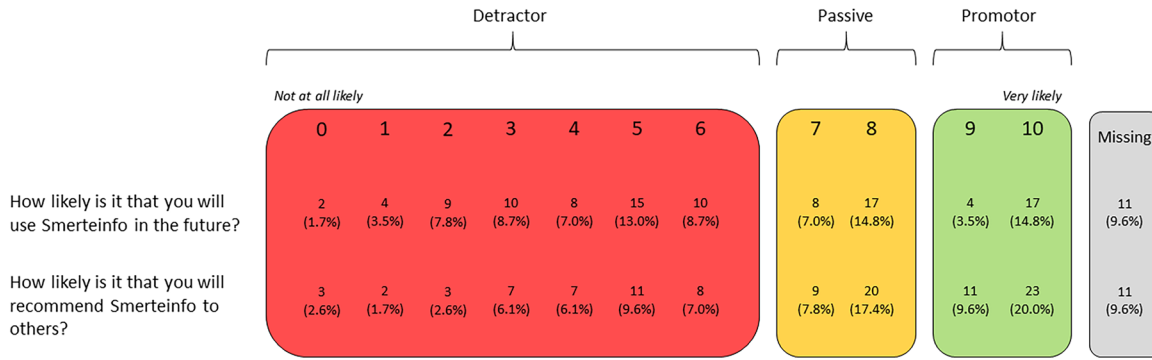 Detractor Passive Promotor
Not at all likely Very likely
0 1 2 3 4 5 6 7 8 9 10 Missing
How likely is it that you will
use Smerteinfo in the future?
2 4 9 10 8 15 10 8 17 4 17 11
(1.7%) (3.5%) (7.8%) (8.7%) (7.0%) (13.0%) (8.7%) (7.0%) (14.8%) (3.5%) (14.8%) (9.6%)
How likely is it that you will
recommend Smerteinfo to
others?
3 2 3 7 7 11 8 9 20 11 23 11
(2.6%) (1.7%) (2.6%) (6.1%) (6.1%) (9.6%) (7.0%) (7.8%) (17.4%) (9.6%) (20.0%) (9.6%)